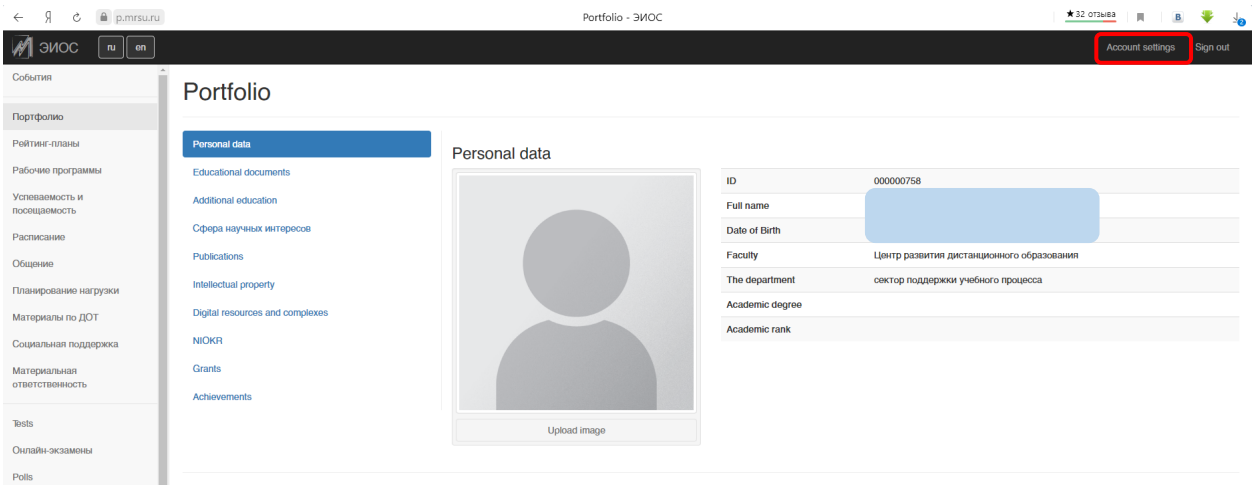 p.mrsu.ru
Portfolio - ЭИОС
★32 отзыва
B
2
ЭИОС
ru
en
Account settings
Sign out
События
Портфолио
Рейтинг-планы
Рабочие программы
Успеваемость и
посещаемость
Расписание
Общение
Планирование нагрузки
Материалы по ДОТ
Социальная поддержка
Материальная
ответственность
Tests
Онлайн-экзамены
Polls
Portfolio
Personal data
Educational documents
Additional education
Сфера научных интересов
Publications
Intellectual property
Digital resources and complexes
NIOKR
Grants
Achievements
Personal data
Upload image
ID 000000758
Full name
Date of Birth
Faculty Центр развития дистанционного образования
The department сектор поддержки учебного процесса
Academic degree
Academic rank